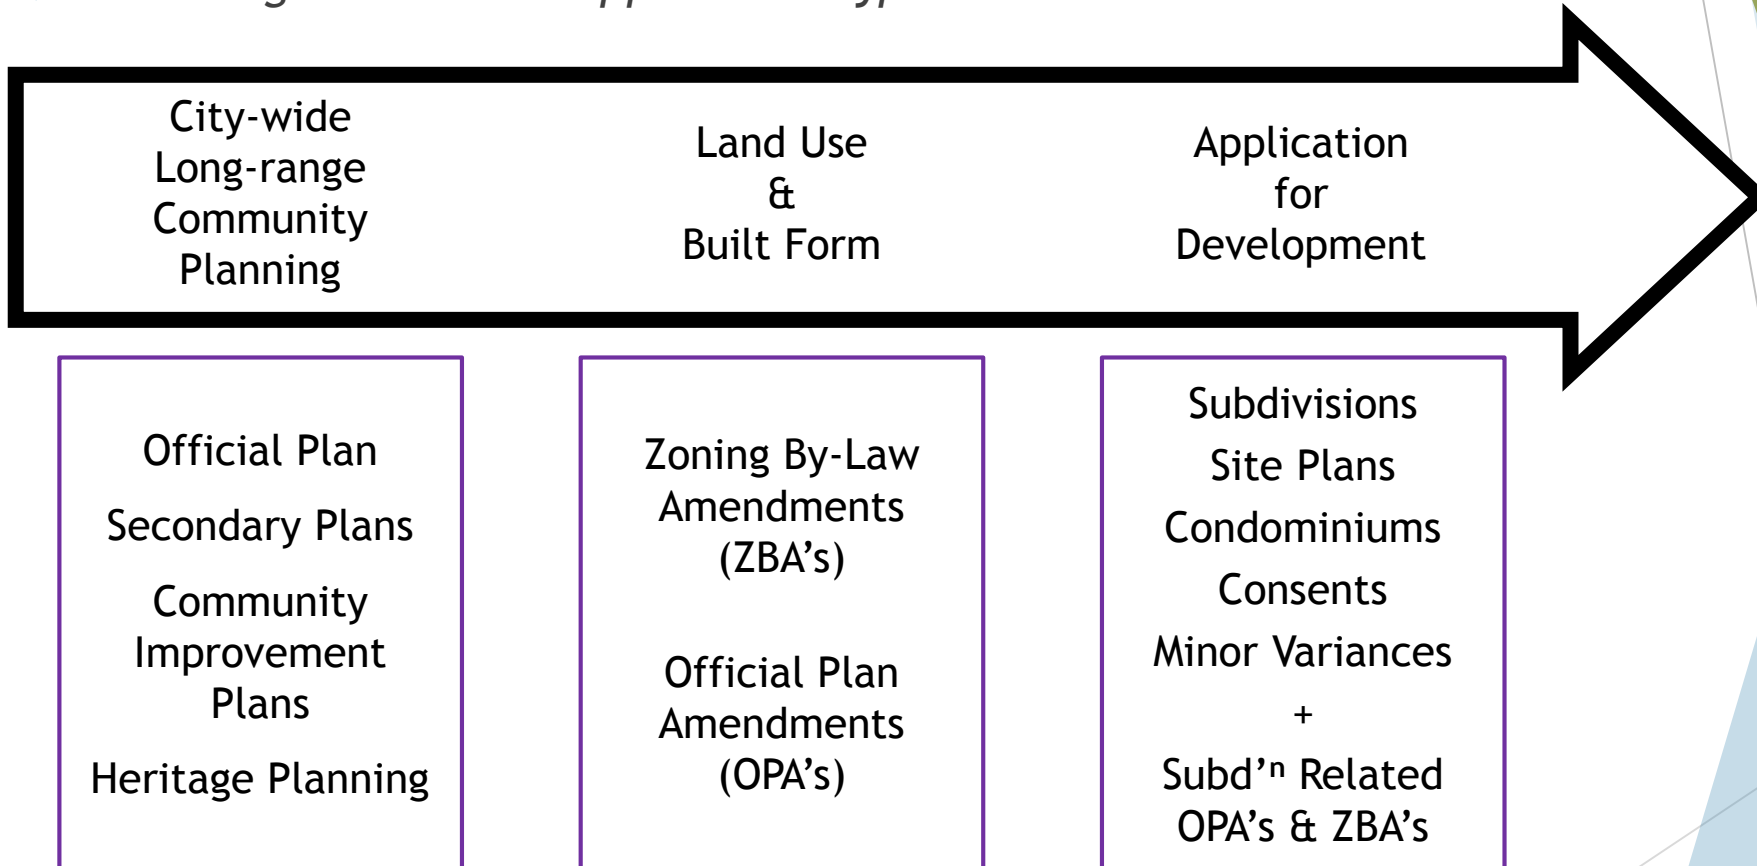 City-wide
Long-range
Community
Planning
Land Use
&
Built Form
Application
for
Development
Official Plan
Secondary Plans
Community
Improvement
Plans
Heritage Planning
Zoning By-Law
Amendments
(ZBA’s)
Official Plan
Amendments
(OPA’s)
Subdivisions
Site Plans
Condominiums
Consents
Minor Variances
+
Subd’ⁿ Related
OPA’s & ZBA’s